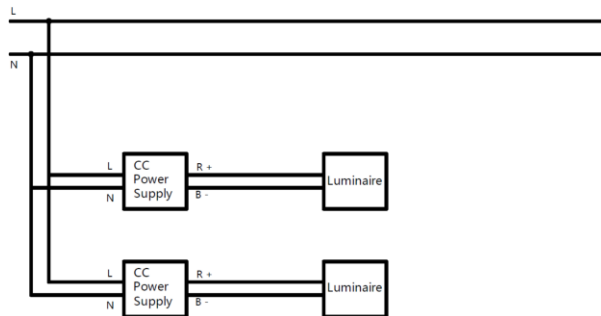 L
N
L
CC
Power
Supply
N
R +
B -
Luminaire
L
CC
Power
Supply
N
R +
B -
Luminaire